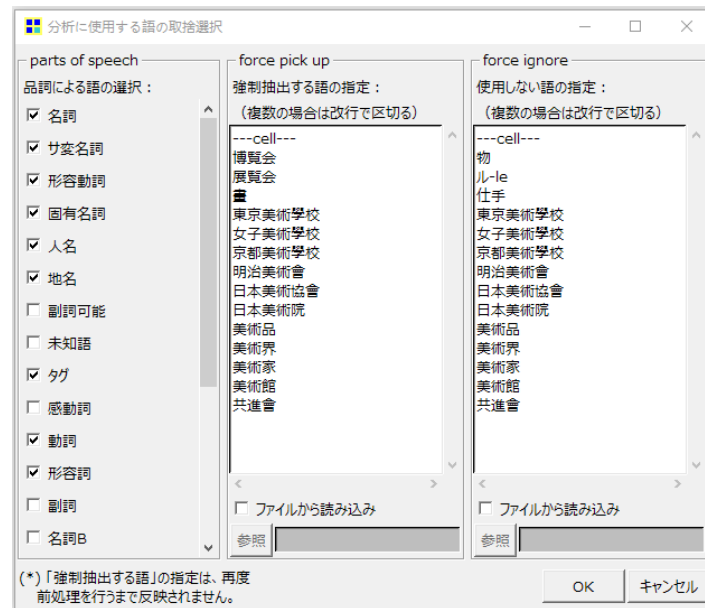 分析に使用する語の取捨選択
parts of speech
品詞による語の選択：
名詞
サ変名詞
形容動詞
固有名詞
人名
地名
副詞可能
未知語
タグ
感動詞
動詞
形容詞
副詞
名詞B
force pick up
強制抽出する語の指定：
（複数の場合は改行で区切る）
---cell---
博覧会
展覧会
畫
東京美術學校
女子美術學校
京都美術學校
明治美術會
日本美術協會
日本美術院
美術品
美術界
美術家
美術館
共進會
ファイルから読み込み
参照
force ignore
使用しない語の指定：
（複数の場合は改行で区切る）
---cell---
物
ル-le
仕手
東京美術學校
女子美術學校
京都美術學校
明治美術會
日本美術協會
日本美術院
美術品
美術界
美術家
美術館
共進會
ファイルから読み込み
参照
(*)「強制抽出する語」の指定は、再度
前処理を行うまで反映されません。
OK
キャンセル